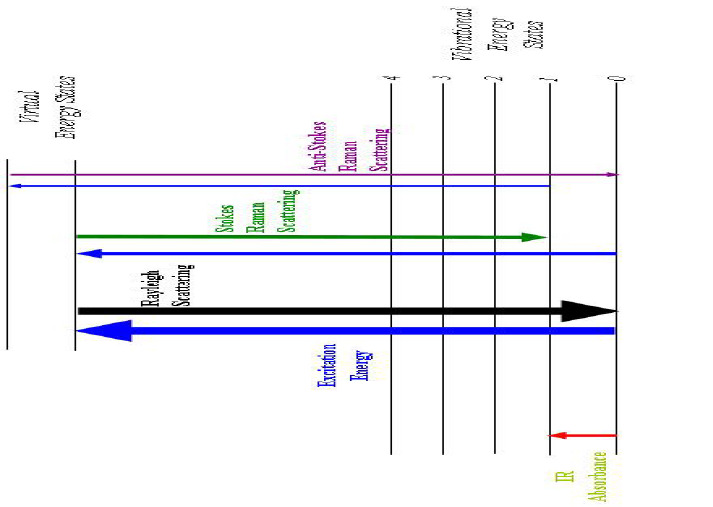 Virtual
Energy States
Rayleigh
Scattering
Stokes
Raman
Scattering
Anti-Stokes
Raman
Scattering
Excitation
Energy
4
3
2
1
0
Vibrational
Energy
States
IR
Absorbance